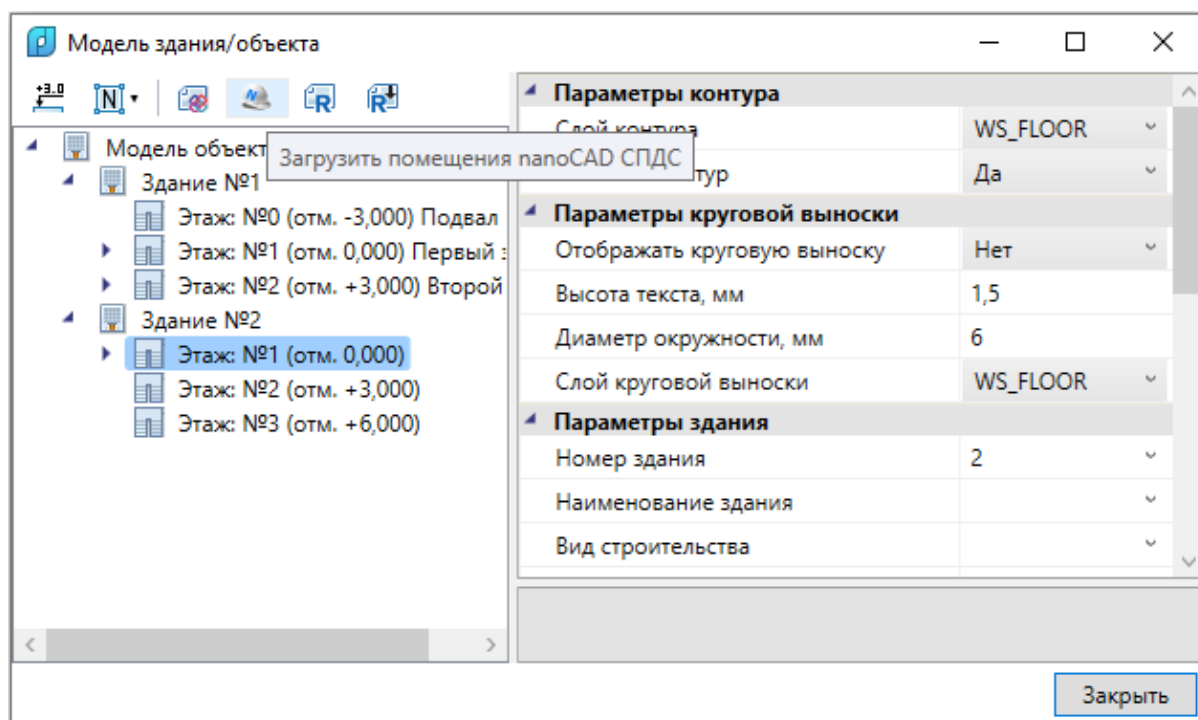 Модель здания/объекта
+3.0
N
R
R
Модель объект
Загрузить помещения nanoCAD СПДС
Здание №1
Этаж: №0 (отм. -3,000) Подвал
Этаж: №1 (отм. 0,000) Первый
Этаж: №2 (отм. +3,000) Второй
Здание №2
Этаж: №1 (отм. 0,000)
Этаж: №2 (отм. +3,000)
Этаж: №3 (отм. +6,000)
Параметры контура
Слой контура WS_FLOOR
тур Да
Параметры круговой выноски
Отображать круговую выноску Нет
Высота текста, мм 1,5
Диаметр окружности, мм 6
Слой круговой выноски WS_FLOOR
Параметры здания
Номер здания 2
Наименование здания
Вид строительства
Закрыть